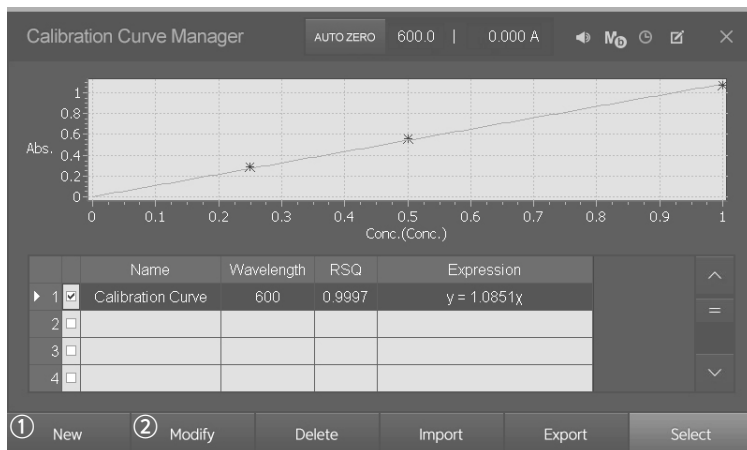 Calibration Curve Manager AUTO ZERO 600.0 | 0.000 A M b
1
0.8
0.6
Abs. 0.4
0.2
0
0 0.1 0.2 0.3 0.4 0.5 0.6 0.7 0.8 0.9 1
Conc.(Conc.)
Name Wavelength RSQ Expression
1 Calibration Curve 600 0.9997 y = 1.0851x
2
3
4
① New ② Modify Delete Import Export Select